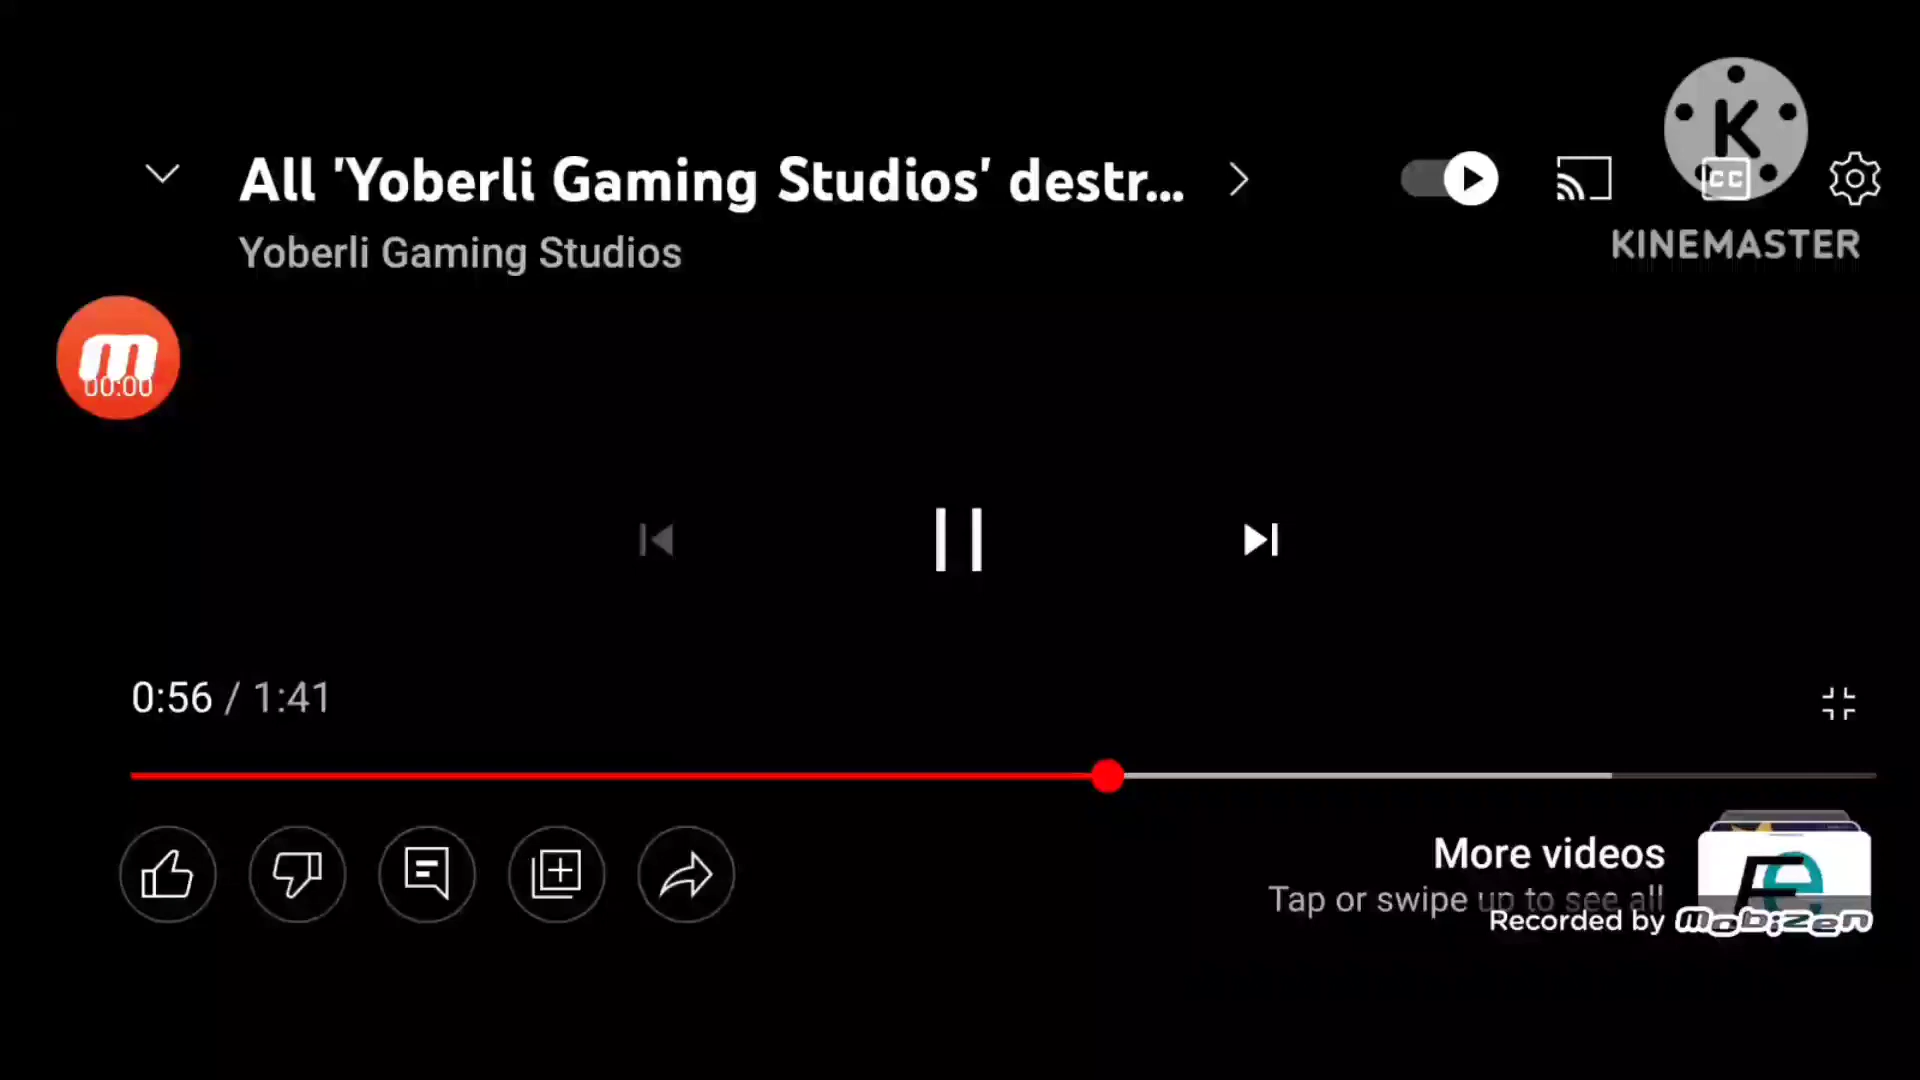 All 'Yoberli Gaming Studios' destr...
Yoberli Gaming Studios
K
CC
KINEMASTER
m
00:00
0:56 / 1:41
More videos
Tap or swipe up to see all
Recorded by Mobizen